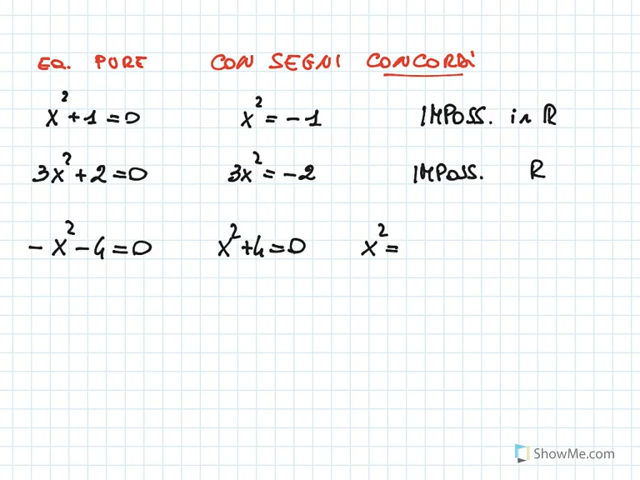 EQ. PURE CON SEGNI CONCORDI
x² + 1 = 0 x² = -1 IMPOSS. in ℝ
3x² + 2 = 0 3x² = -2 IMPOSS. ℝ
-x² - 4 = 0 x² + 4 = 0 x² =
ShowMe.com